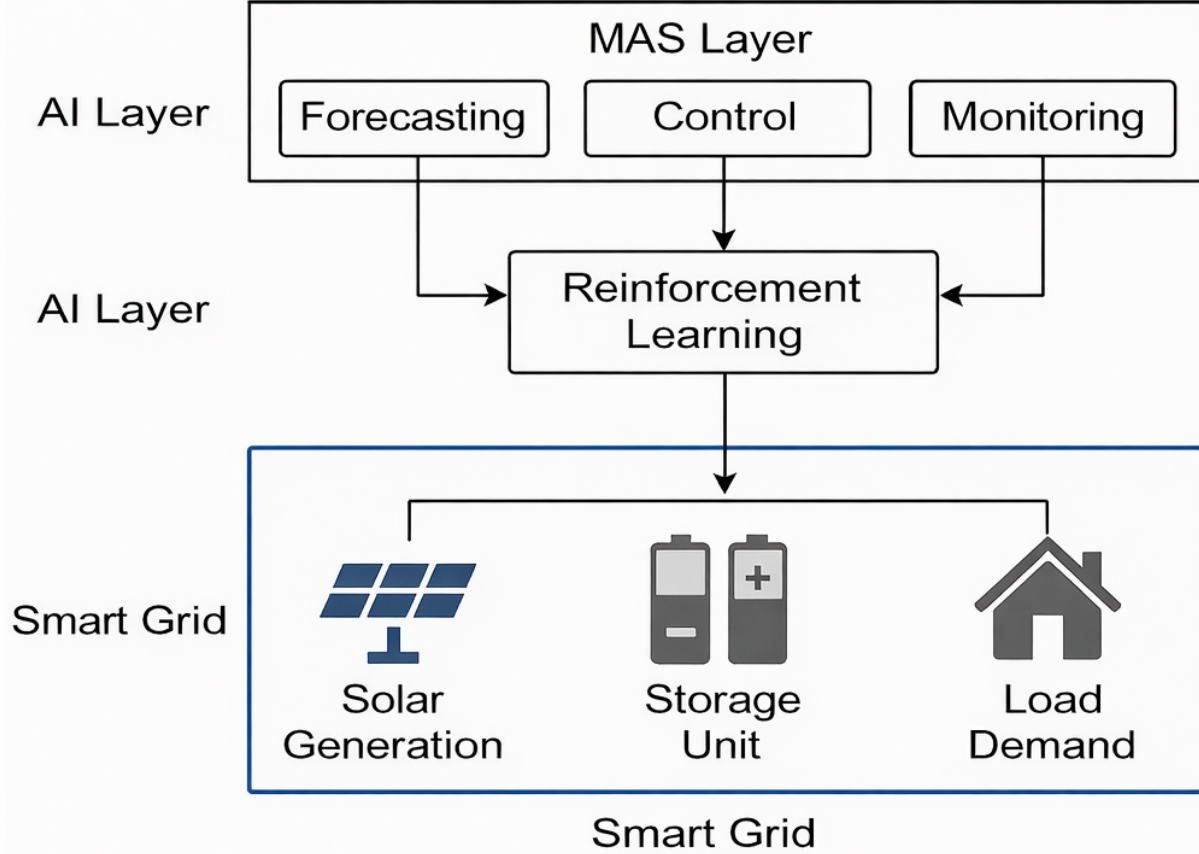 MAS Layer
AI Layer
Forecasting
Control
Monitoring
AI Layer
Reinforcement
Learning
Smart Grid
Solar
Generation
Storage
Unit
Load
Demand
Smart Grid